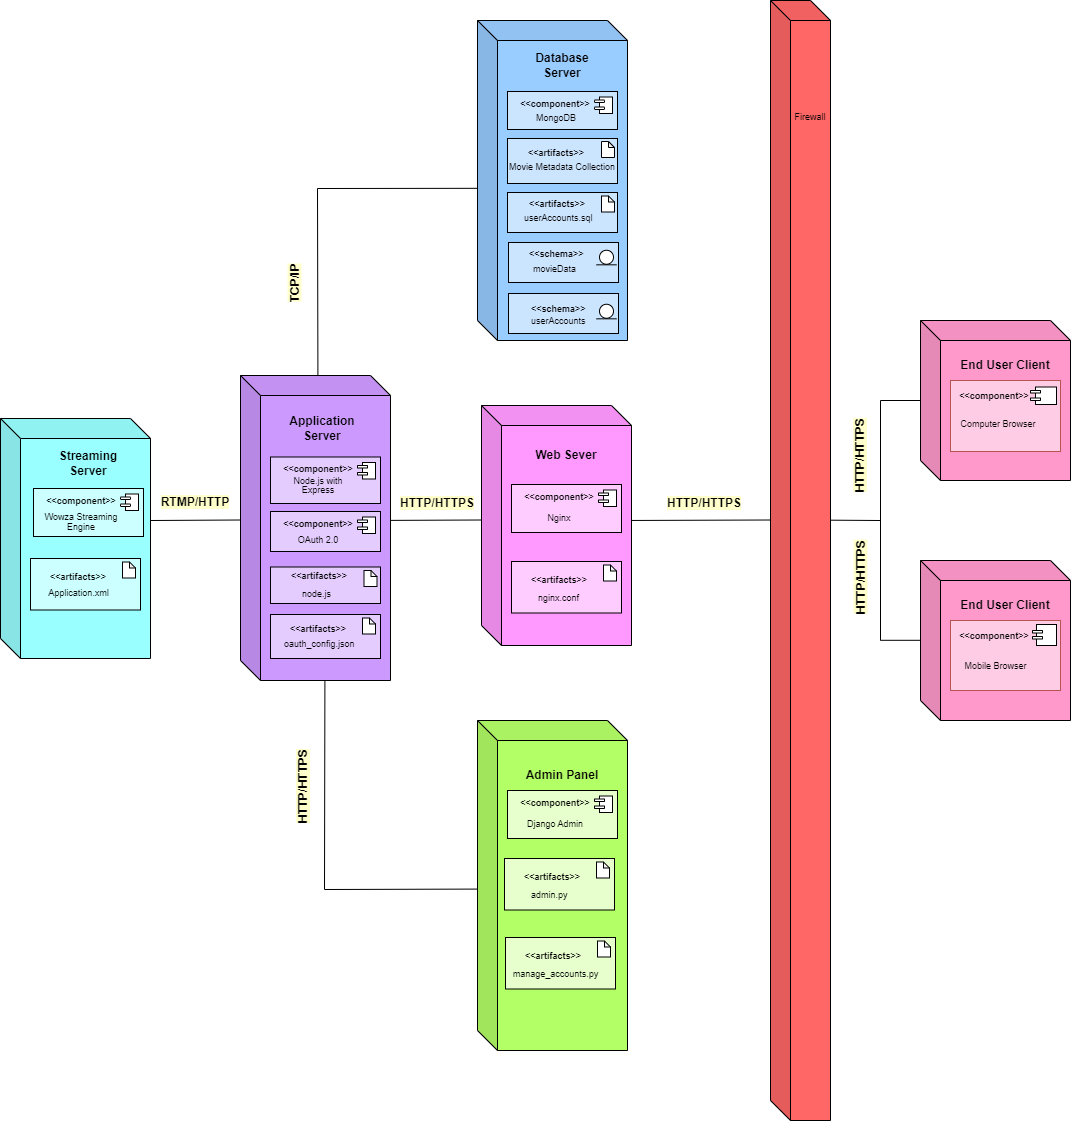 Database
Server
<<component>>
MongoDB
<<artifacts>>
Movie Metadata Collection
<<artifacts>>
userAccounts.sql
<<schema>>
movieData
<<schema>>
userAccounts
Firewall
TCP/IP
Streaming
Server
<<component>>
Wowza Streaming
Engine
<<artifacts>>
Application.xml
RTMP/HTTP
Application
Server
<<component>>
Node.js with
Express
<<component>>
OAuth 2.0
<<artifacts>>
node.js
<<artifacts>>
oauth_config.json
HTTP/HTTPS
Web Sever
<<component>>
Nginx
<<artifacts>>
nginx.conf
HTTP/HTTPS
HTTP/HTTPS
HTTP/HTTPS
End User Client
<<component>>
Computer Browser
End User Client
<<component>>
Mobile Browser
HTTP/HTTPS
Admin Panel
<<component>>
Django Admin
<<artifacts>>
admin.py
<<artifacts>>
manage_accounts.py